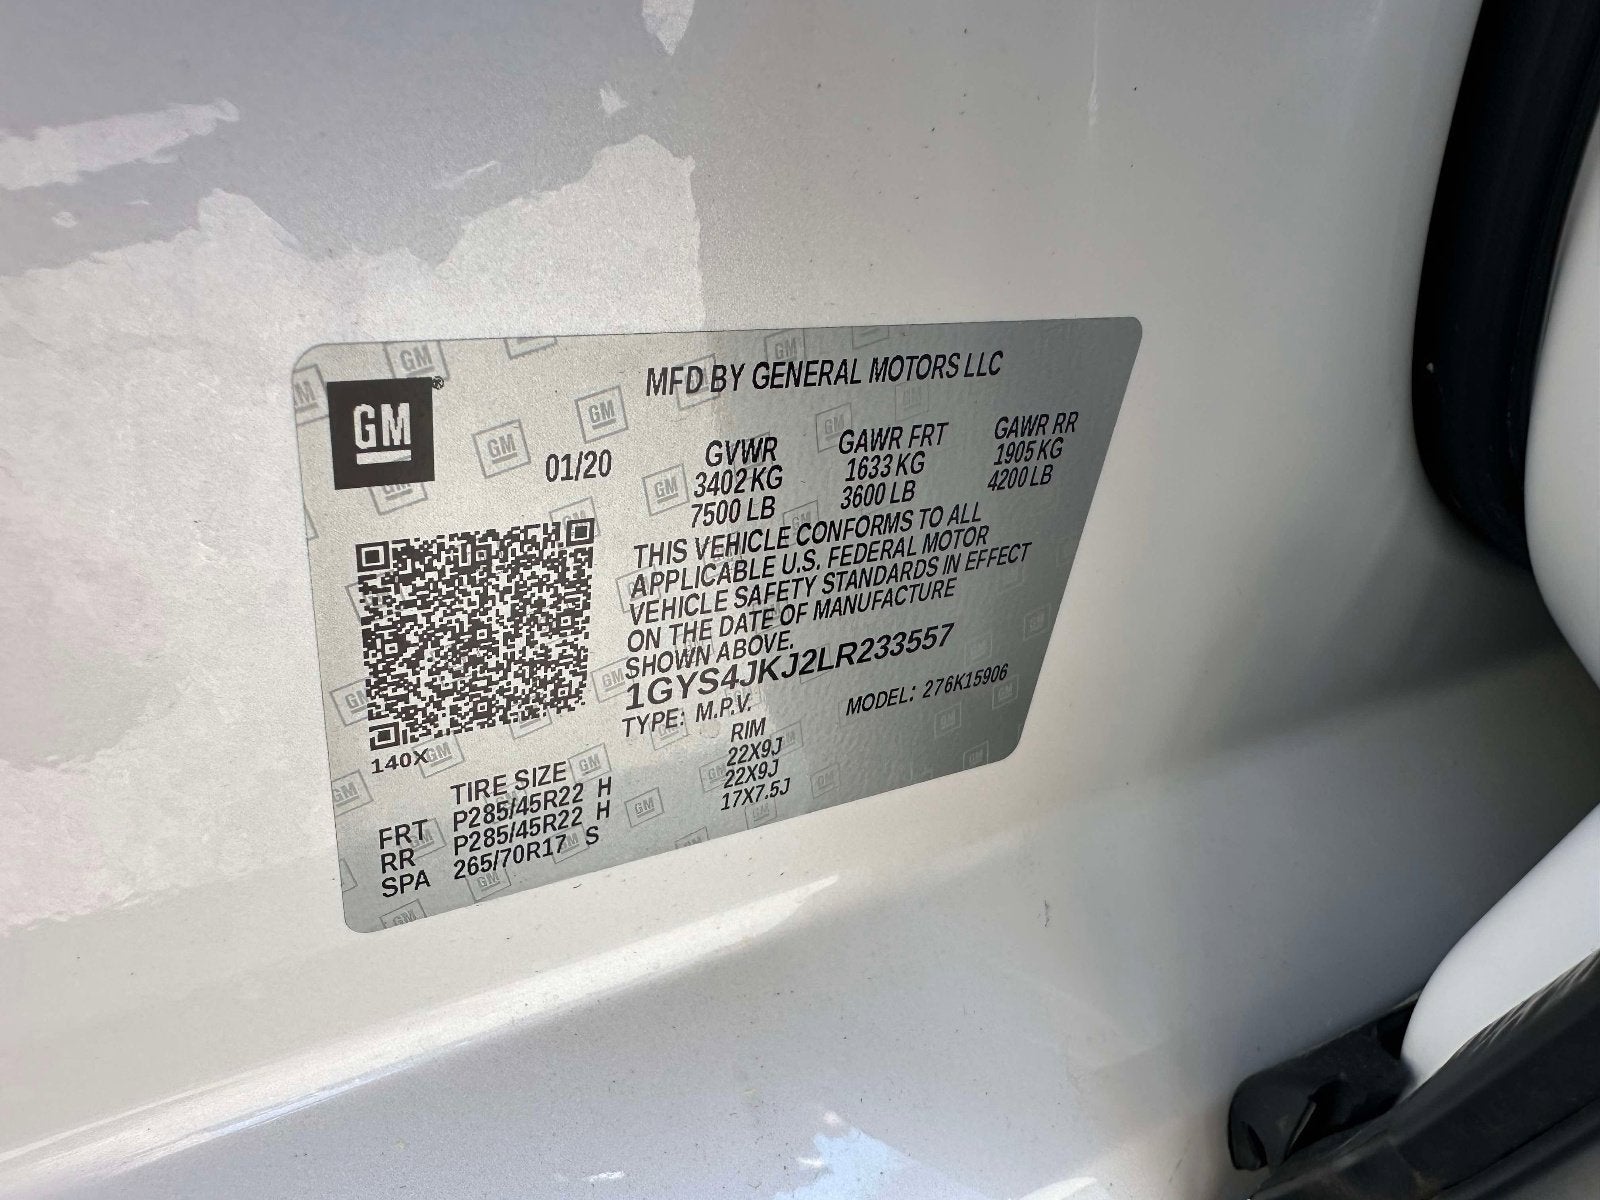 MFD BY GENERAL MOTORS LLC
GM®
01/20
GVWR GAWR FRT GAWR RR
3402 KG 1633 KG 1905 KG
7500 LB 3600 LB 4200 LB
THIS VEHICLE CONFORMS TO ALL
APPLICABLE U.S. FEDERAL MOTOR
VEHICLE SAFETY STANDARDS IN EFFECT
ON THE DATE OF MANUFACTURE
SHOWN ABOVE.
1GYS4JKJ2LR233557
TYPE: M.P.V. MODEL: 276K15906
140X
TIRE SIZE RIM
FRT P285/45R22 H 22X9J
RR P285/45R22 H 22X9J
SPA 265/70R17 S 17X7.5J